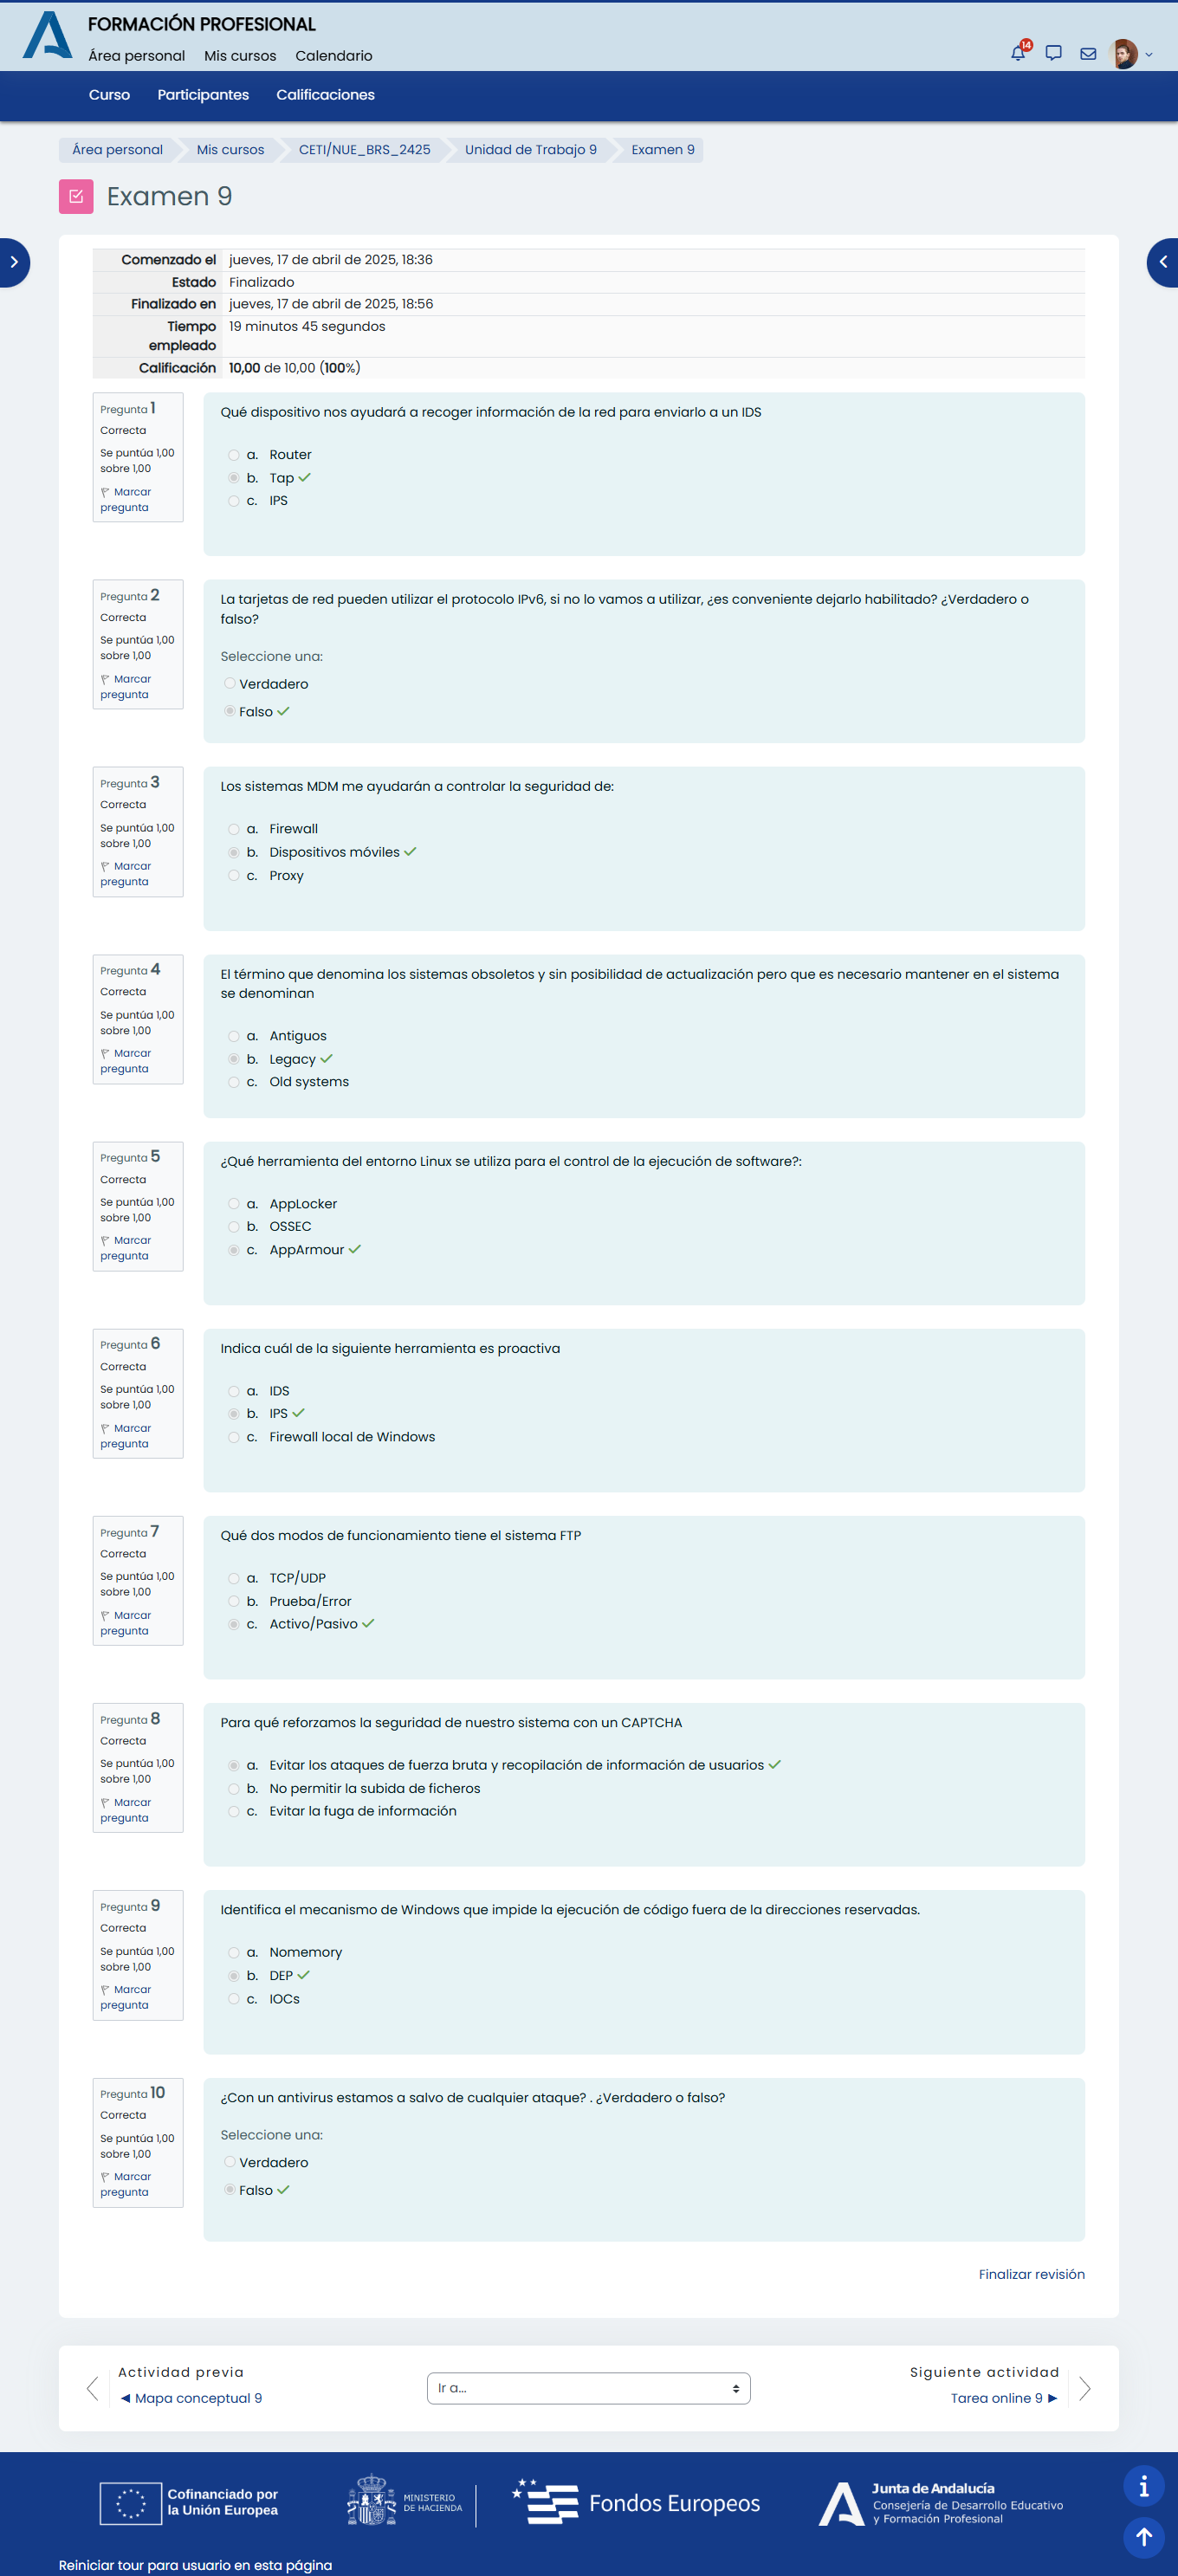 FORMACIÓN PROFESIONAL
Área personal Mis cursos Calendario
14
Curso Participantes Calificaciones
Área personal Mis cursos CETI/NUE_BRS_2425 Unidad de Trabajo 9 Examen 9
Examen 9
Comenzado el jueves, 17 de abril de 2025, 18:36
Estado Finalizado
Finalizado en jueves, 17 de abril de 2025, 18:56
Tiempo empleado 19 minutos 45 segundos
Calificación 10,00 de 10,00 (100%)
Pregunta 1
Correcta
Se puntúa 1,00
sobre 1,00
Marcar
pregunta
Qué dispositivo nos ayudará a recoger información de la red para enviarlo a un IDS
a. Router
b. Tap
c. IPS
Pregunta 2
Correcta
Se puntúa 1,00
sobre 1,00
Marcar
pregunta
La tarjetas de red pueden utilizar el protocolo IPv6, si no lo vamos a utilizar, ¿es conveniente dejarlo habilitado? ¿Verdadero o
falso?
Seleccione una:
Verdadero
Falso
Pregunta 3
Correcta
Se puntúa 1,00
sobre 1,00
Marcar
pregunta
Los sistemas MDM me ayudarán a controlar la seguridad de:
a. Firewall
b. Dispositivos móviles
c. Proxy
Pregunta 4
Correcta
Se puntúa 1,00
sobre 1,00
Marcar
pregunta
El término que denomina los sistemas obsoletos y sin posibilidad de actualización pero que es necesario mantener en el sistema
se denominan
a. Antiguos
b. Legacy
c. Old systems
Pregunta 5
Correcta
Se puntúa 1,00
sobre 1,00
Marcar
pregunta
¿Qué herramienta del entorno Linux se utiliza para el control de la ejecución de software?:
a. AppLocker
b. OSSEC
c. AppArmour
Pregunta 6
Correcta
Se puntúa 1,00
sobre 1,00
Marcar
pregunta
Indica cuál de la siguiente herramienta es proactiva
a. IDS
b. IPS
c. Firewall local de Windows
Pregunta 7
Correcta
Se puntúa 1,00
sobre 1,00
Marcar
pregunta
Qué dos modos de funcionamiento tiene el sistema FTP
a. TCP/UDP
b. Prueba/Error
c. Activo/Pasivo
Pregunta 8
Correcta
Se puntúa 1,00
sobre 1,00
Marcar
pregunta
Para qué reforzamos la seguridad de nuestro sistema con un CAPTCHA
a. Evitar los ataques de fuerza bruta y recopilación de información de usuarios
b. No permitir la subida de ficheros
c. Evitar la fuga de información
Pregunta 9
Correcta
Se puntúa 1,00
sobre 1,00
Marcar
pregunta
Identifica el mecanismo de Windows que impide la ejecución de código fuera de la direcciones reservadas.
a. Nomemory
b. DEP
c. IOCs
Pregunta 10
Correcta
Se puntúa 1,00
sobre 1,00
Marcar
pregunta
¿Con un antivirus estamos a salvo de cualquier ataque? . ¿Verdadero o falso?
Seleccione una:
Verdadero
Falso
Finalizar revisión
Actividad previa
◄ Mapa conceptual 9
Ir a...
Siguiente actividad
Tarea online 9 ►
Cofinanciado por
la Unión Europea
MINISTERIO
DE HACIENDA
Fondos Europeos
Junta de Andalucía
Consejería de Desarrollo Educativo
y Formación Profesional
Reiniciar tour para usuario en esta página